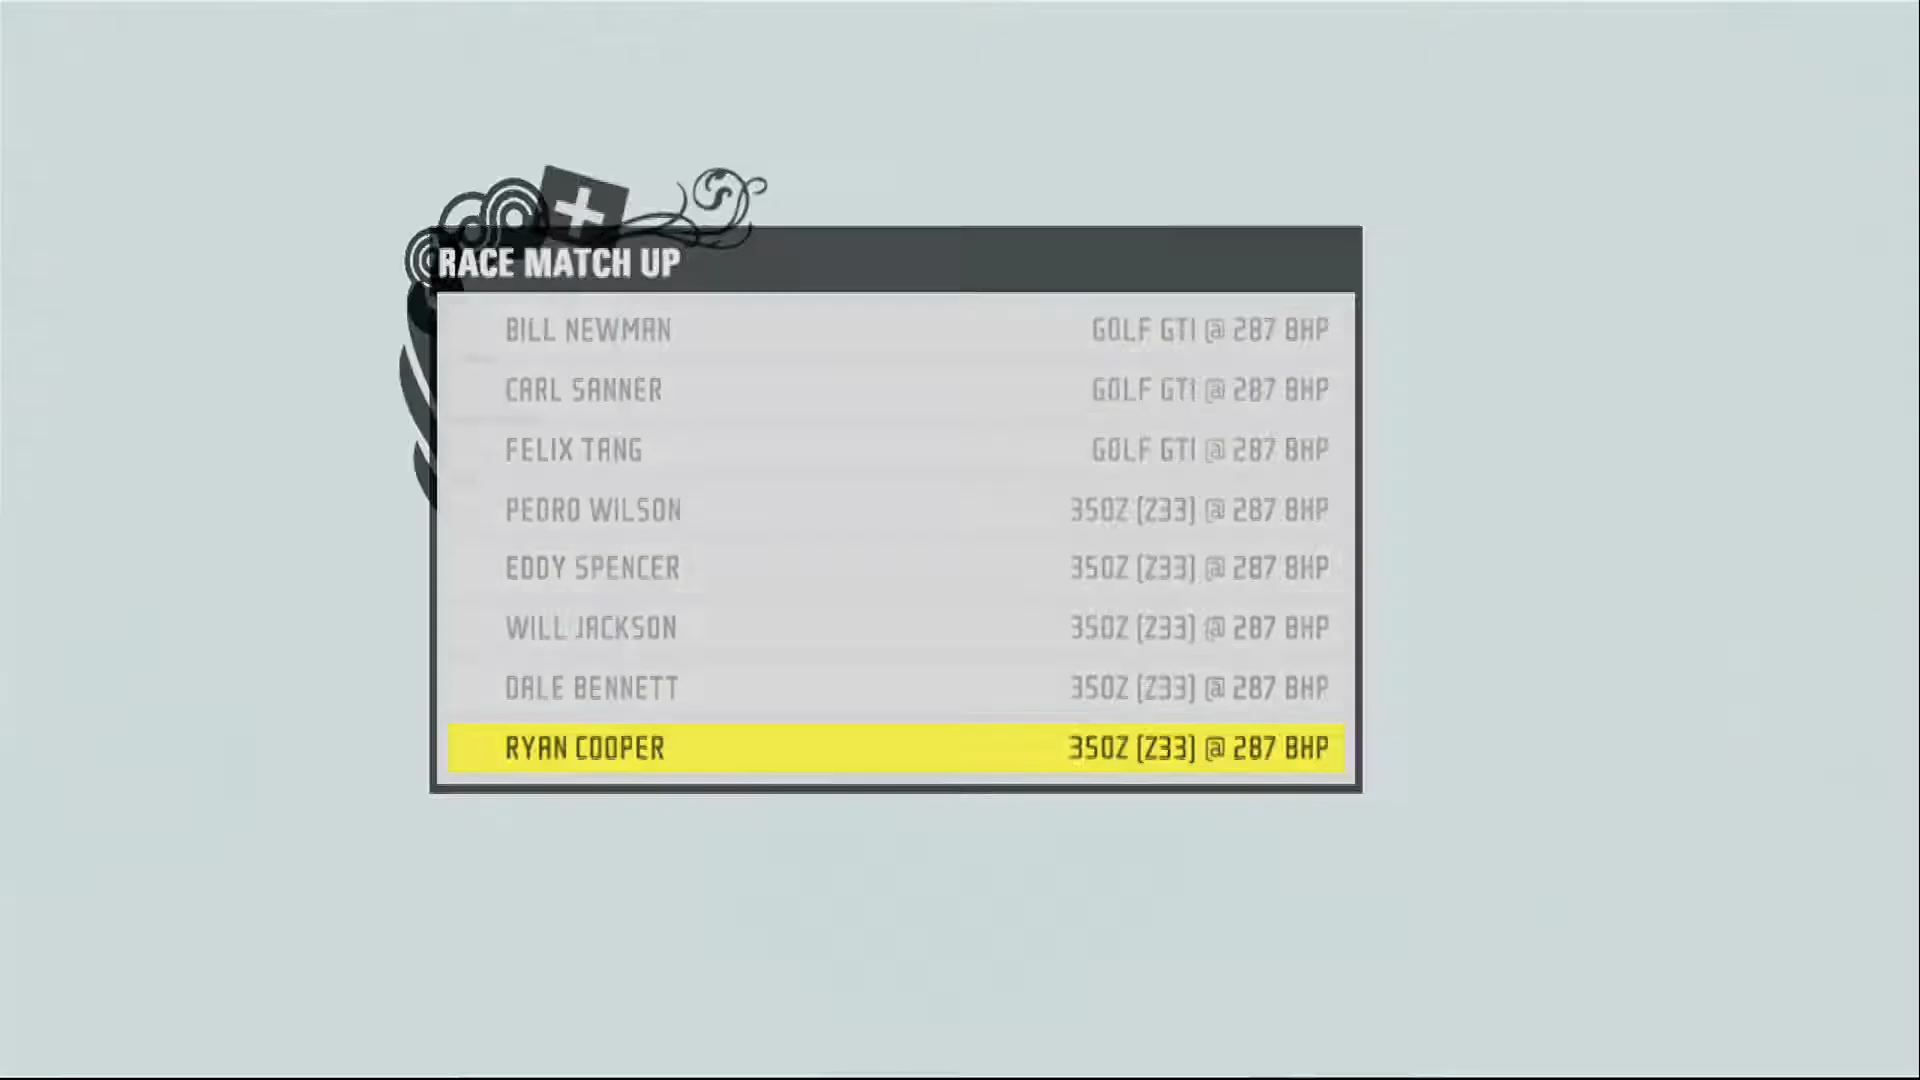 RACE MATCH UP
BILL NEWMAN GOLF GTI @ 287 BHP
CARL SANNER GOLF GTI @ 287 BHP
FELIX TANG GOLF GTI @ 287 BHP
PEDRO WILSON 350Z (Z33) @ 287 BHP
EDDY SPENCER 350Z (Z33) @ 287 BHP
WILL JACKSON 350Z (Z33) @ 287 BHP
DALE BENNETT 350Z (Z33) @ 287 BHP
RYAN COOPER 350Z (Z33) @ 287 BHP